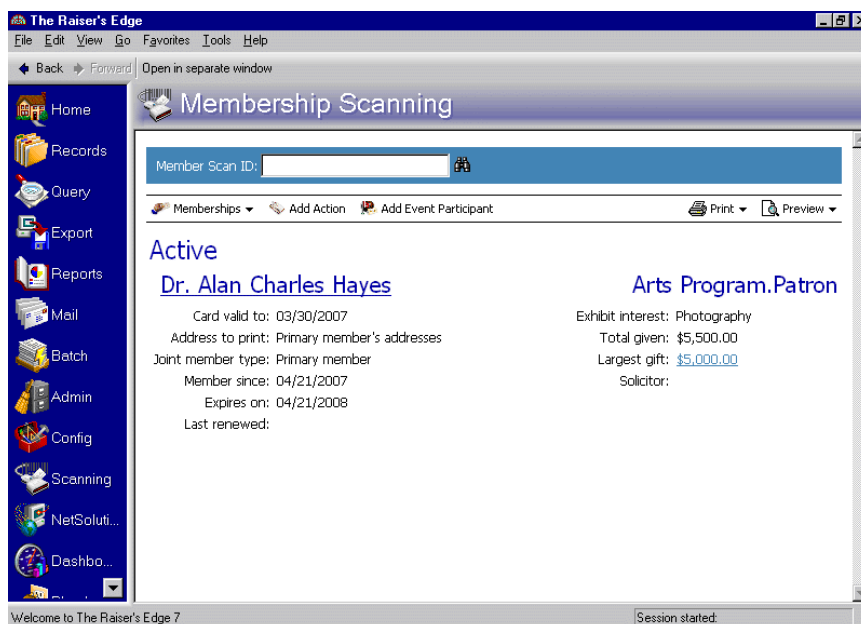 The Raiser's Edge
File Edit View Go Favorites Tools Help
Back Forward Open in separate window
Home
Records
Query
Export
Reports
Mail
Batch
Admin
Config
Scanning
NetSoluti...
Dashbo...
Membership Scanning
Member Scan ID:
Memberships Add Action Add Event Participant Print Preview
Active
Dr. Alan Charles Hayes Arts Program.Patron
Card valid to: 03/30/2007 Exhibit interest: Photography
Address to print: Primary member's addresses Total given: $5,500.00
Joint member type: Primary member Largest gift: $5,000.00
Member since: 04/21/2007 Solicitor:
Expires on: 04/21/2008
Last renewed:
Welcome to The Raiser's Edge 7 Session started: